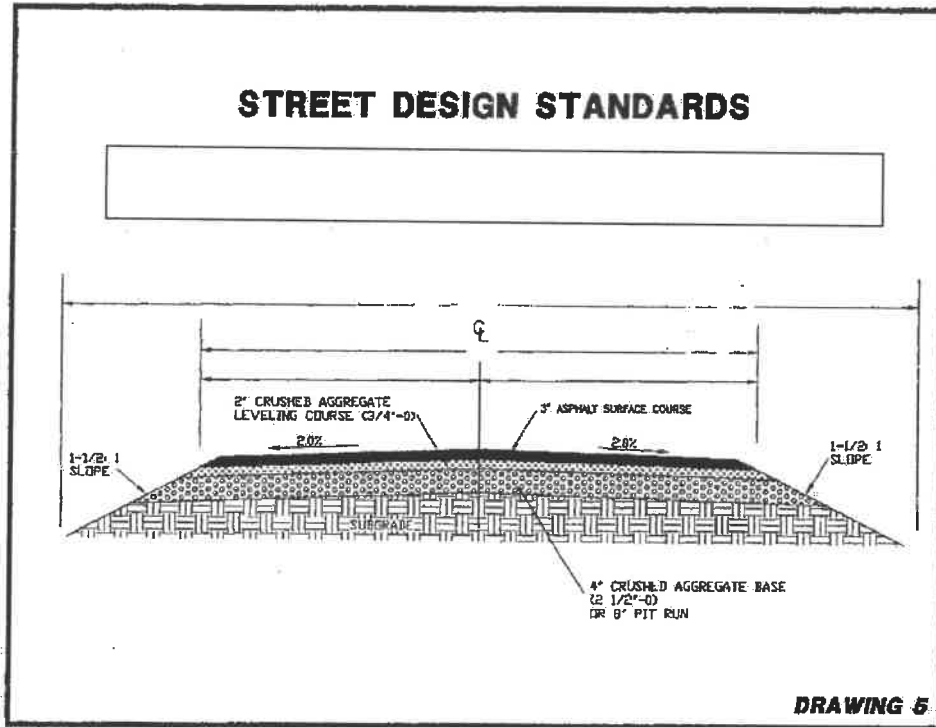 STREET DESIGN STANDARDS
℄
2" CRUSHED AGGREGATE
LEVELING COURSE (3/4"-0)
3" ASPHALT SURFACE COURSE
2.0%
2.0%
1-1/2: 1
SLOPE
1-1/2: 1
SLOPE
SUBGRADE
4" CRUSHED AGGREGATE BASE
(2 1/2"-0)
OR 8" PIT RUN
DRAWING 5